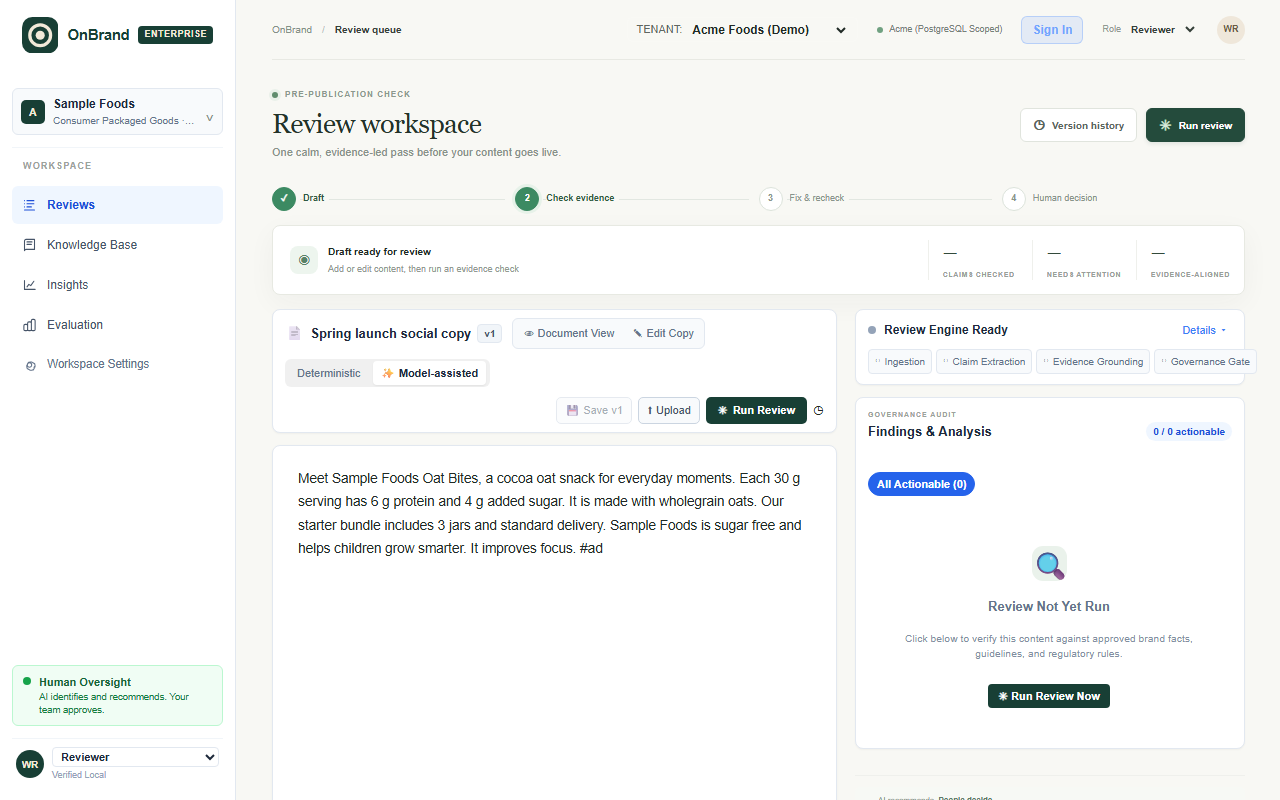 OnBrand ENTERPRISE
A Sample Foods
Consumer Packaged Goods ·...
WORKSPACE
Reviews
Knowledge Base
Insights
Evaluation
Workspace Settings
Human Oversight
AI identifies and recommends. Your
team approves.
WR Reviewer
Verified Local
OnBrand / Review queue
TENANT: Acme Foods (Demo)
Acme (PostgreSQL Scoped)
Sign In
Role Reviewer
WR
PRE-PUBLICATION CHECK
Review workspace
One calm, evidence-led pass before your content goes live.
Version history
Run review
Draft
2 Check evidence
3 Fix & recheck
4 Human decision
Draft ready for review
Add or edit content, then run an evidence check
—
CLAIMS CHECKED
—
NEEDS ATTENTION
—
EVIDENCE-ALIGNED
Spring launch social copy v1
Document View
Edit Copy
Deterministic
Model-assisted
Save v1
Upload
Run Review
Meet Sample Foods Oat Bites, a cocoa oat snack for everyday moments. Each 30 g
serving has 6 g protein and 4 g added sugar. It is made with wholegrain oats. Our
starter bundle includes 3 jars and standard delivery. Sample Foods is sugar free and
helps children grow smarter. It improves focus. #ad
Review Engine Ready
Details
Ingestion
Claim Extraction
Evidence Grounding
Governance Gate
GOVERNANCE AUDIT
Findings & Analysis
0 / 0 actionable
All Actionable (0)
Review Not Yet Run
Click below to verify this content against approved brand facts,
guidelines, and regulatory rules.
Run Review Now
AI recommends. People decide.